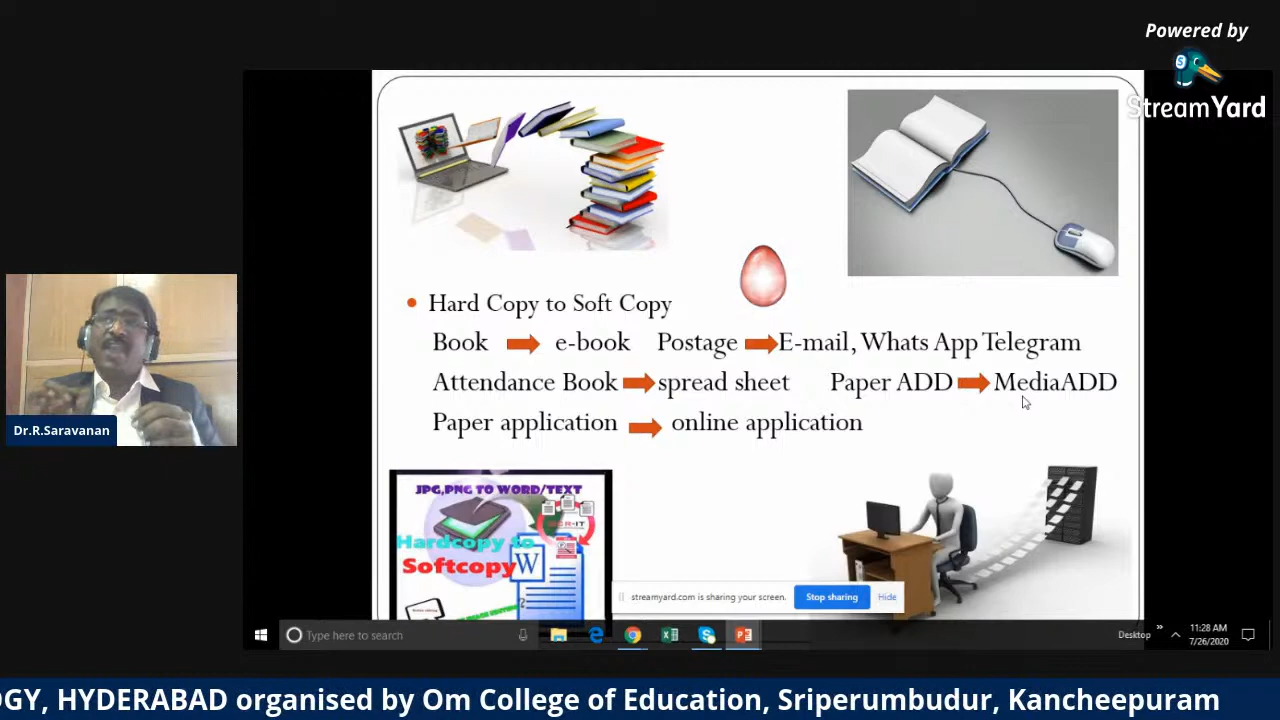 Powered by
StreamYard
Hard Copy to Soft Copy
Book e-book Postage E-mail, Whats App Telegram
Attendance Book spread sheet Paper ADD MediaADD
Paper application online application
Dr.R.Saravanan
JPG,PNG TO WORD/TEXT
Hardcopy to
Softcopy
W
streamyard.com is sharing your screen. Stop sharing Hide
Type here to search
Desktop
11:28 AM
7/26/2020
OGY, HYDERABAD organised by Om College of Education, Sriperumbudur, Kancheepuram